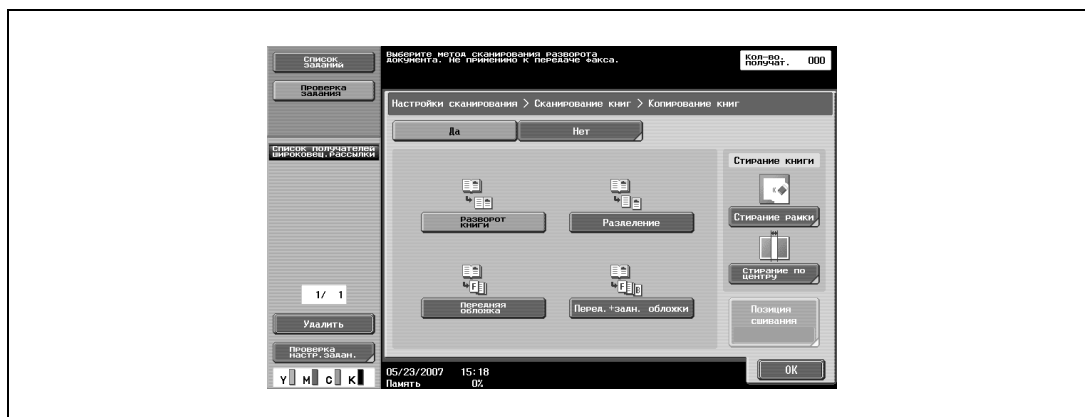 Список
заданий
Проверка
задания
Список получателей
широковещ.рассылки
1/ 1
Удалить
Проверка
настр.задан.
Y M C K
Выберите метод сканирования разворота
документа. Не применимо к передаче факса.
Кол-во.
получат. 000
Настройки сканирования > Сканирование книг > Копирование книг
Да
Нет
Разворот
книги
Разделение
Передняя
обложка
F
Перед.+задн. обложки
F B
Стирание книги
Стирание рамки
Стирание по
центру
Позиция
сшивания
05/23/2007 15:18
Память 0%
OK